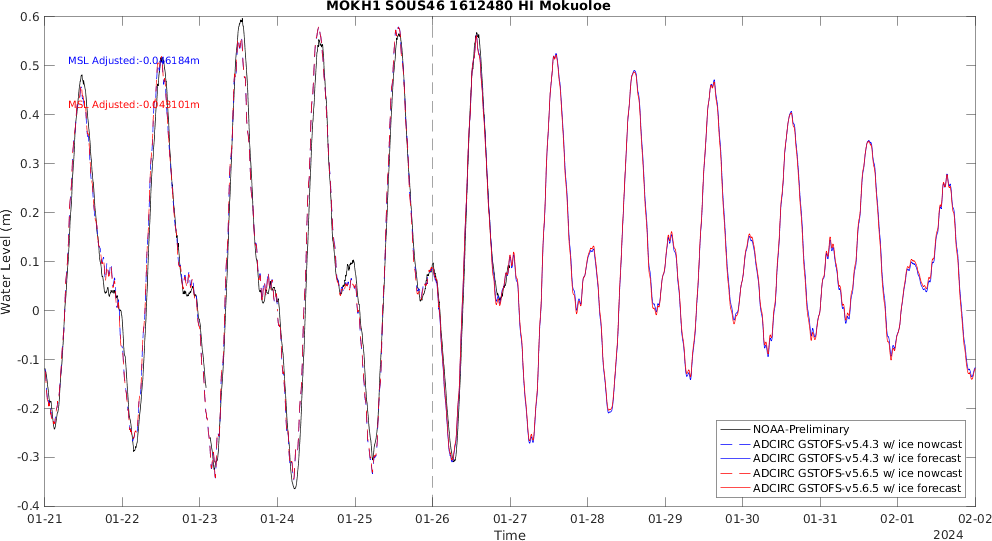 MOKH1 SOUS46 1612480 HI Mokuoloe
0.6
0.5
0.4
0.3
0.2
0.1
0
-0.1
-0.2
-0.3
-0.4
Water Level (m)
MSL Adjusted:-0.046184m
MSL Adjusted:-0.043101m
NOAA-Preliminary
ADCIRC GSTOFS-v5.4.3 w/ ice nowcast
ADCIRC GSTOFS-v5.4.3 w/ ice forecast
ADCIRC GSTOFS-v5.6.5 w/ ice nowcast
ADCIRC GSTOFS-v5.6.5 w/ ice forecast
01-21 01-22 01-23 01-24 01-25 01-26 01-27 01-28 01-29 01-30 01-31 02-01 02-02
Time
2024